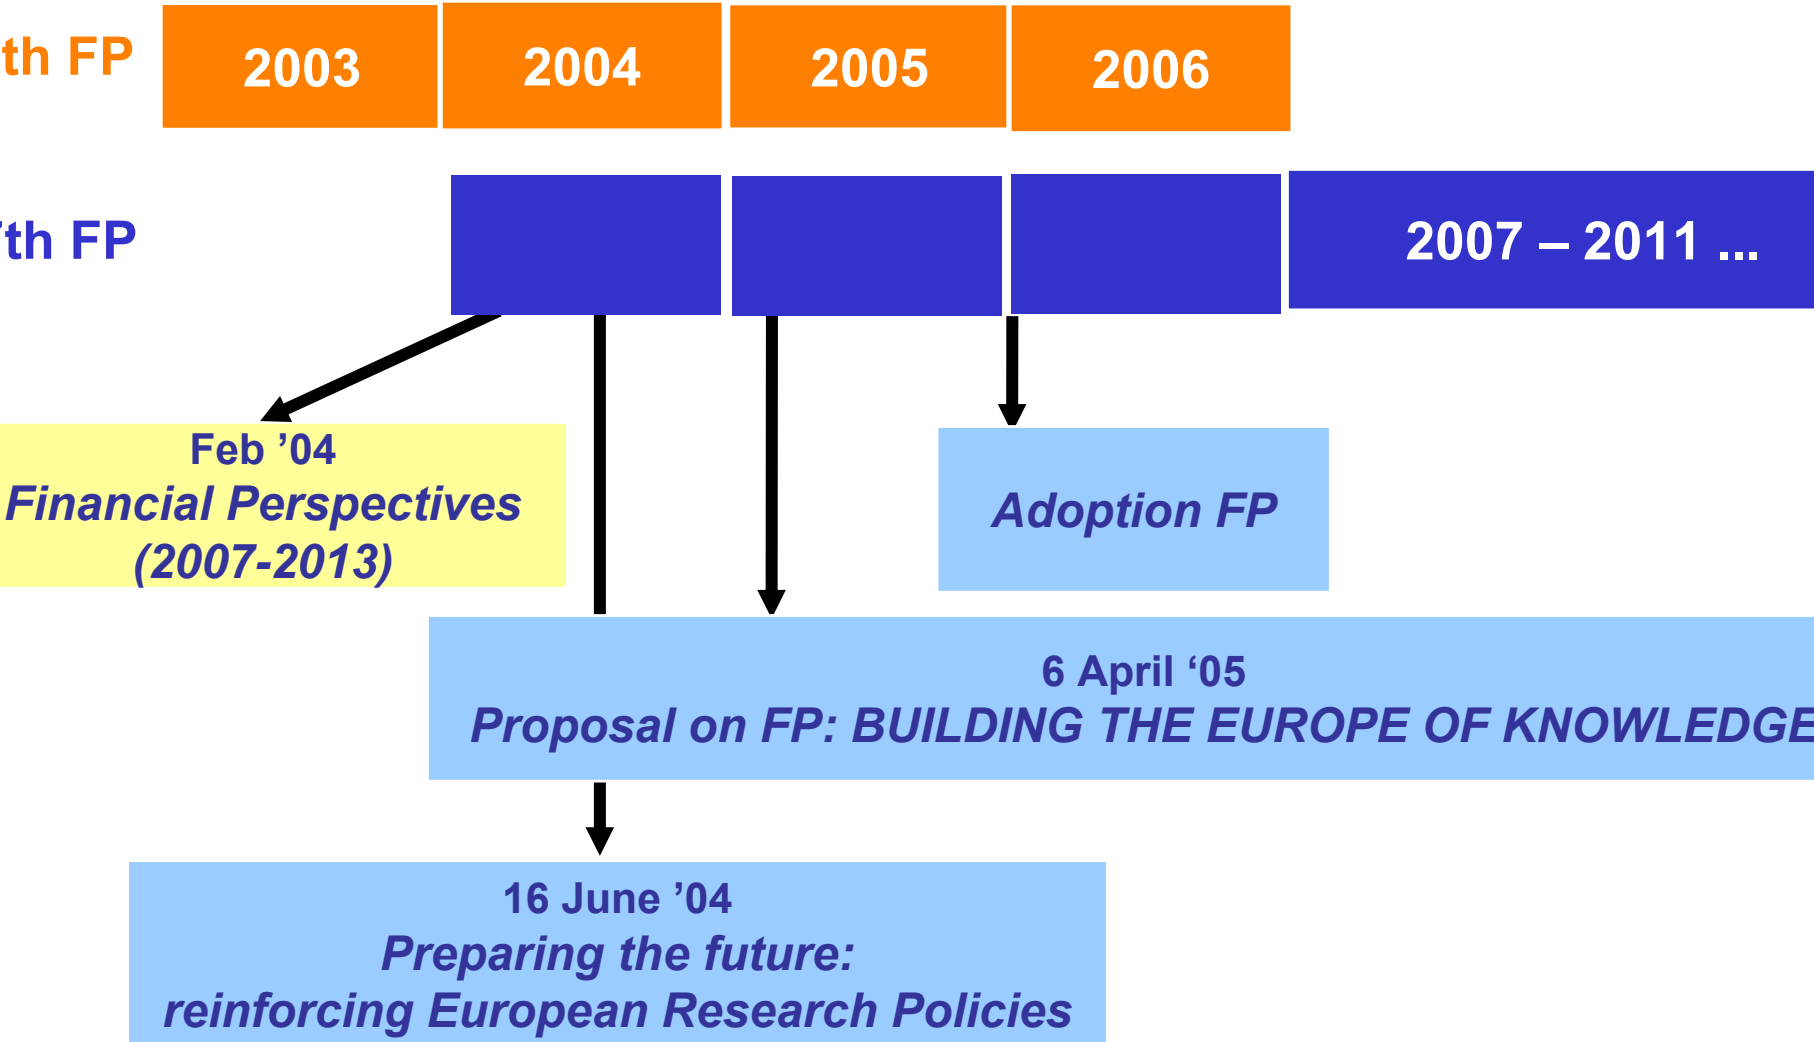 th FP
2003
2004
2005
2006
7th FP
2007 – 2011 ...
Feb ’04
Financial Perspectives
(2007-2013)
Adoption FP
6 April ‘05
Proposal on FP: BUILDING THE EUROPE OF KNOWLEDGE
16 June ’04
Preparing the future:
reinforcing European Research Policies